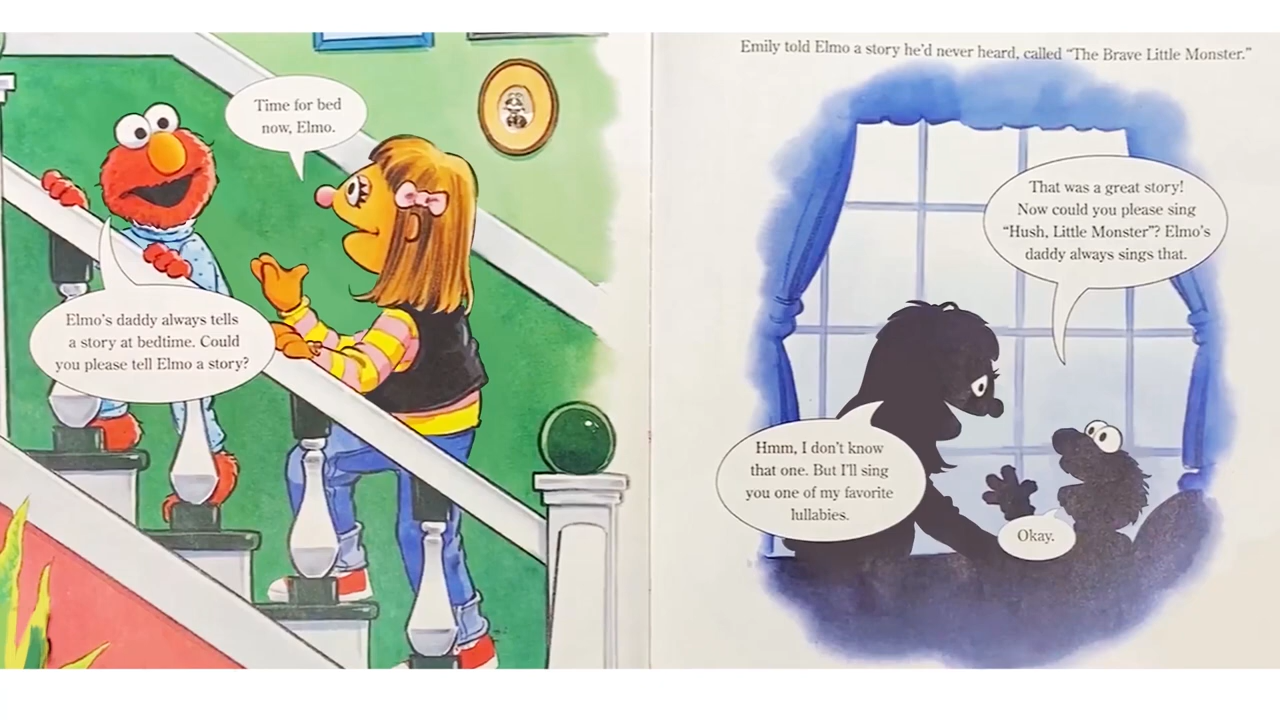 Time for bed
now, Elmo.
Elmo's daddy always tells
a story at bedtime. Could
you please tell Elmo a story?
Emily told Elmo a story he'd never heard, called “The Brave Little Monster.”
That was a great story!
Now could you please sing
“Hush, Little Monster”? Elmo's
daddy always sings that.
Hmm, I don't know
that one. But I'll sing
you one of my favorite
lullabies.
Okay.